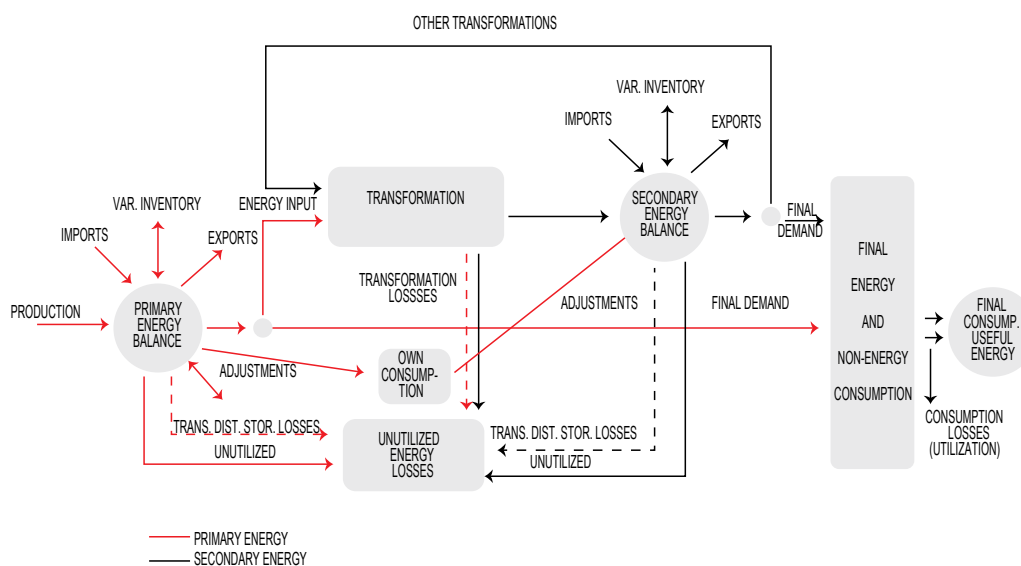 OTHER TRANSFORMATIONS
VAR. INVENTORY
IMPORTS
EXPORTS
TRANSFORMATION
SECONDARY
ENERGY
BALANCE
ENERGY INPUT
VAR. INVENTORY
IMPORTS
EXPORTS
FINAL
DEMAND
FINAL
ENERGY
AND
NON-ENERGY
CONSUMPTION
TRANSFORMATION
LOSSSES
PRODUCTION
PRIMARY
ENERGY
BALANCE
ADJUSTMENTS
FINAL DEMAND
FINAL
CONSUMP.
USEFUL
ENERGY
ADJUSTMENTS
OWN
CONSUMP-
TION
TRANS. DIST. STOR. LOSSES
UNUTILIZED
UNUTILIZED
ENERGY
LOSSES
TRANS. DIST. STOR. LOSSES
UNUTILIZED
CONSUMPTION
LOSSES
(UTILIZATION)
PRIMARY ENERGY
SECONDARY ENERGY